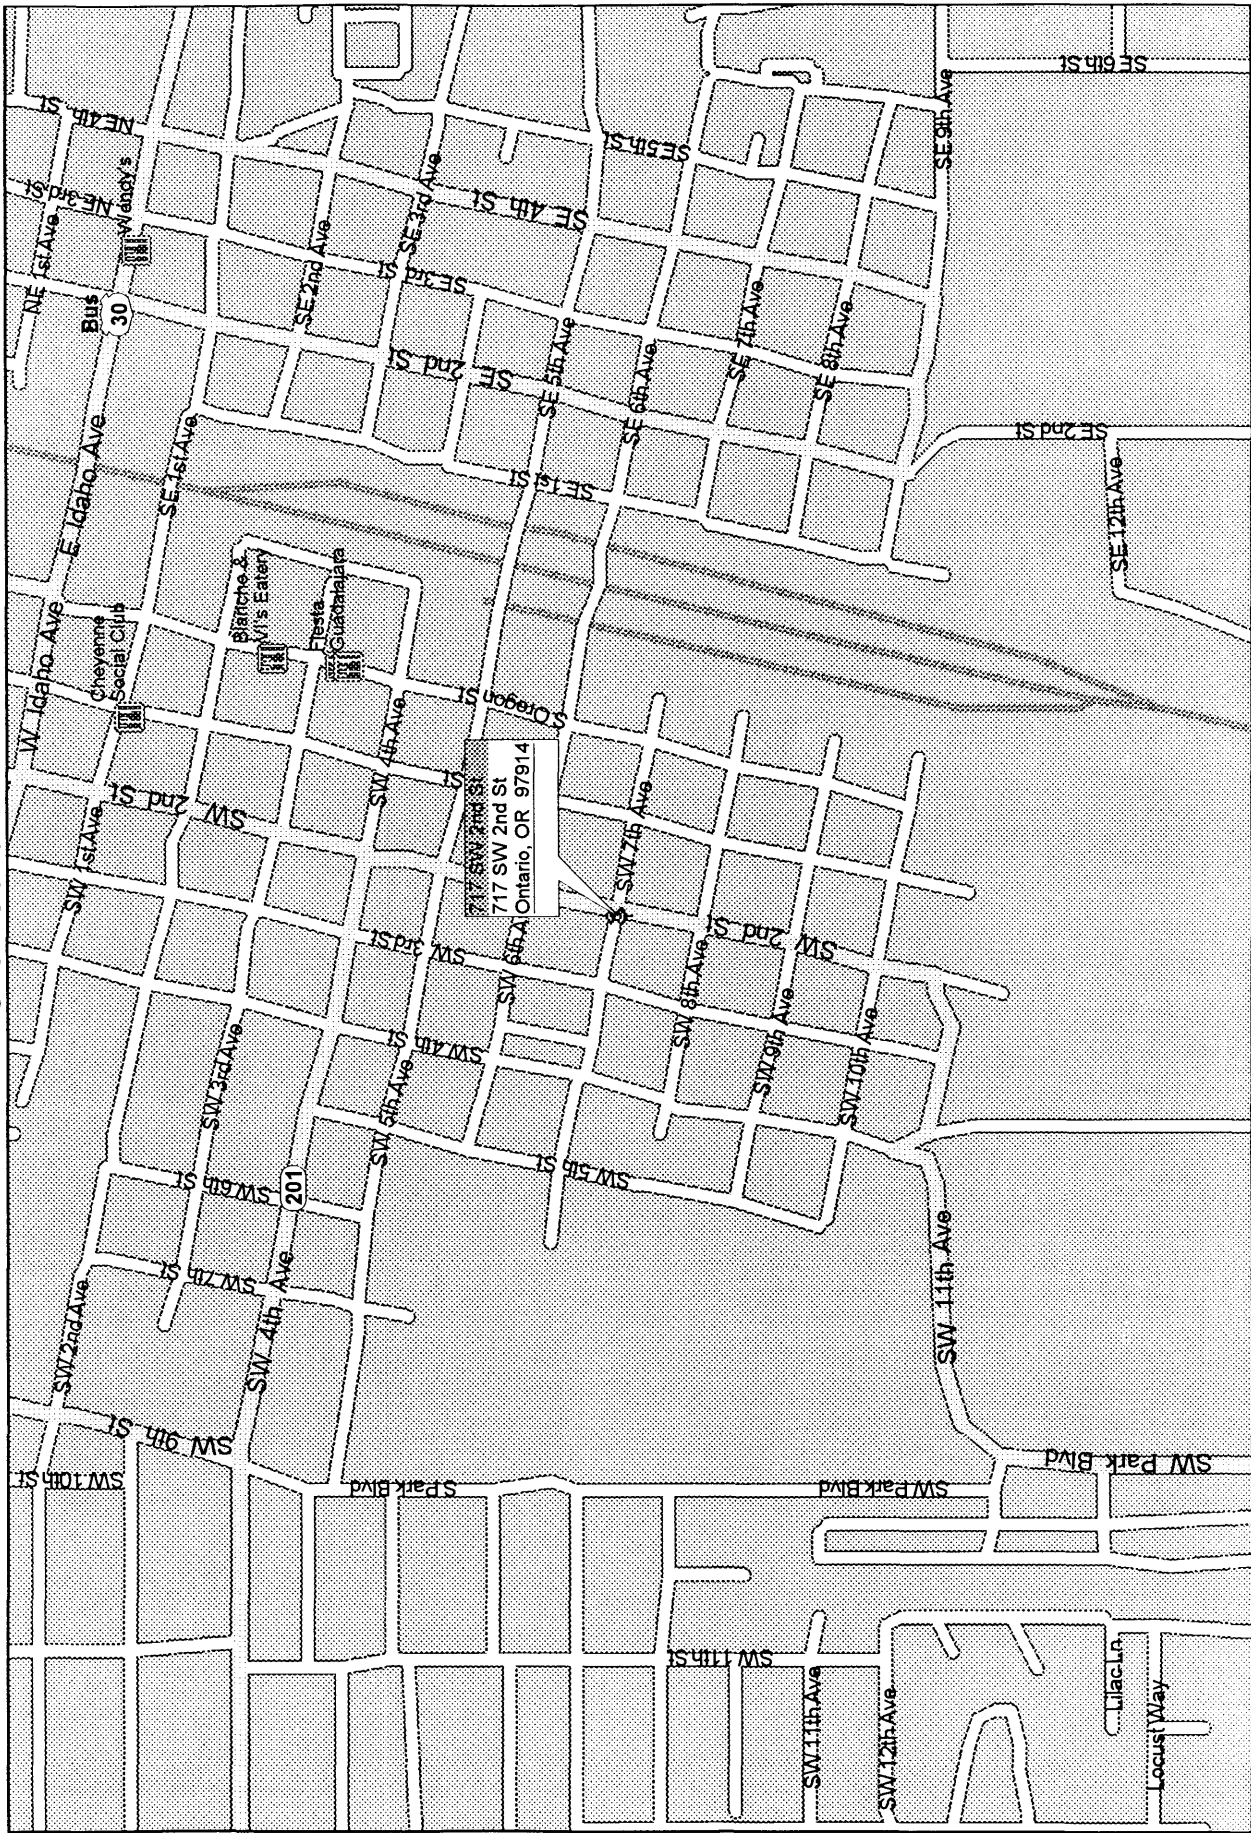 SE 6th St
NE 4th St
SE 9th Ave
SE 5th St
Wendy's
NE 3rd St
SE 3rd Ave
SE 4th St
NE 1st Ave
SE 2nd Ave
SE 3rd St
Bus
30
SE 7th Ave
SE 8th Ave
SE 2nd St
SE 5th Ave
SE 6th Ave
SE 2nd St
E Idaho Ave
SE 1st Ave
SE 1st St
SE 12th Ave
Blanche &
Vi's Eatery
Fiesta
Guadalajara
W Idaho Ave
Cheyenne
Social Club
S Oregon St
SW 4th Ave
St
717 SW 2nd St
717 SW 2nd St
Ontario, OR 97914
SW 2nd St
SW 1st Ave
SW 7th Ave
SW 2nd St
SW 3rd St
SW 6th A
SW 8th Ave
SW 9th Ave
SW 10th Ave
SW 4th St
SW 3rd Ave
SW 5th Ave
SW 5th St
SW 6th St
201
SW 7th St
SW 4th Ave
SW 2nd Ave
SW 11th Ave
SW 9th St
SW 10th St
S Park Blvd
SW Park Blvd
SW Park Blvd
SW 11th St
SW 11th Ave
SW 12th Ave
Lilac Ln
Locust Way